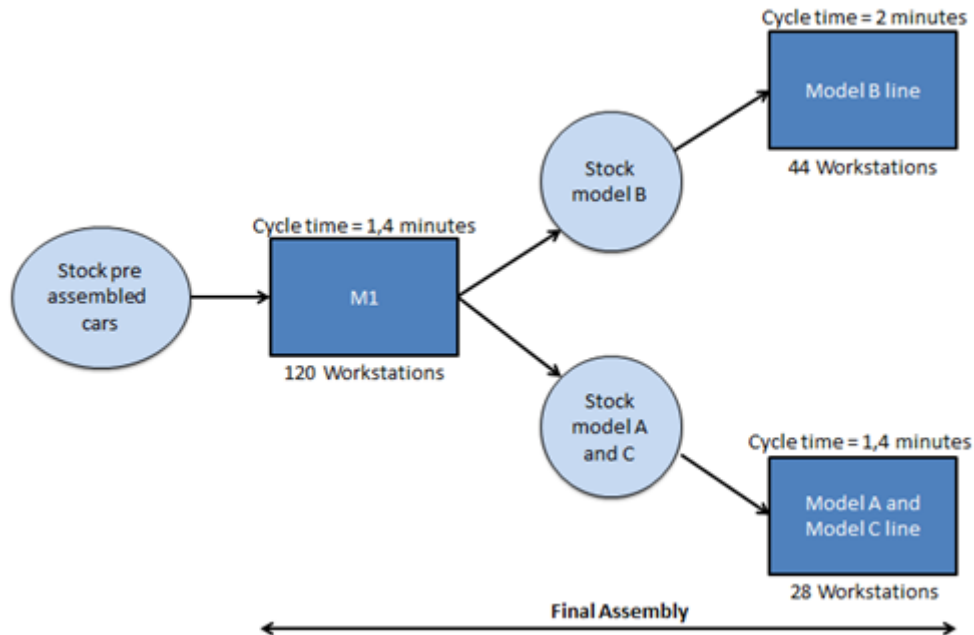 Cycle time = 2 minutes
Model B line
44 Workstations
Stock
model B
Cycle time = 1,4 minutes
Stock pre
assembled
cars
M1
120 Workstations
Stock
model A
and C
Cycle time = 1,4 minutes
Model A and
Model C line
28 Workstations
Final Assembly